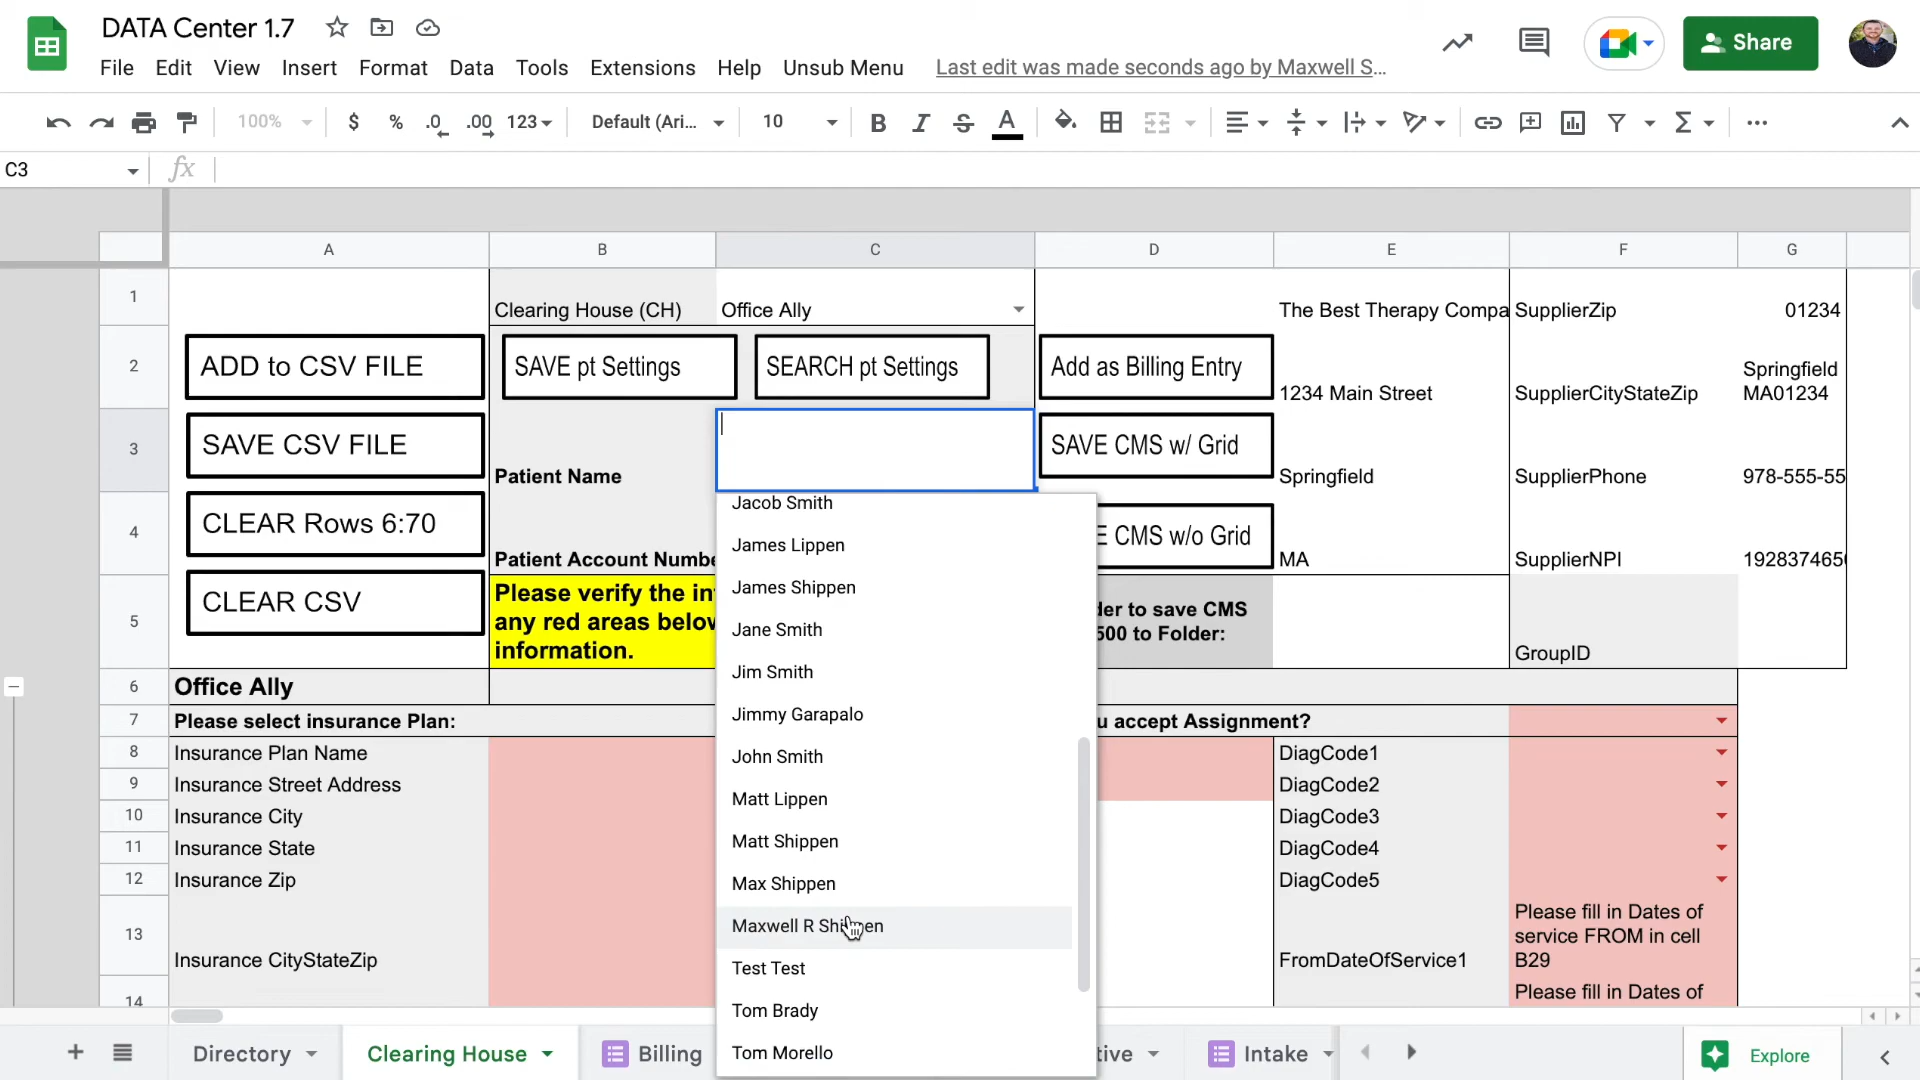 DATA Center 1.7
File Edit View Insert Format Data Tools Extensions Help Unsub Menu Last edit was made seconds ago by Maxwell S...
Share
100% $ % .0 .00 123 Default (Ari... 10 B I S A
C3 fx
A B C D E F G
1 Clearing House (CH) Office Ally The Best Therapy Compa SupplierZip 01234
2 ADD to CSV FILE SAVE pt Settings SEARCH pt Settings Add as Billing Entry 1234 Main Street SupplierCityStateZip Springfield
MA01234
3 SAVE CSV FILE Patient Name SAVE CMS w/ Grid Springfield SupplierPhone 978-555-55
4 CLEAR Rows 6:70 Patient Account Numbe E CMS w/o Grid MA SupplierNPI 192837465
5 CLEAR CSV
Please verify the in
any red areas below
information.
der to save CMS
500 to Folder:
GroupID
6 Office Ally
7 Please select insurance Plan: u accept Assignment?
8 Insurance Plan Name DiagCode1
9 Insurance Street Address DiagCode2
10 Insurance City DiagCode3
11 Insurance State DiagCode4
12 Insurance Zip DiagCode5
13 Insurance CityStateZip FromDateOfService1
Please fill in Dates of
service FROM in cell
B29
14 Please fill in Dates of
Jacob Smith
James Lippen
James Shippen
Jane Smith
Jim Smith
Jimmy Garapalo
John Smith
Matt Lippen
Matt Shippen
Max Shippen
Maxwell R Shippen
Test Test
Tom Brady
Tom Morello
Directory Clearing House Billing tive Intake Explore